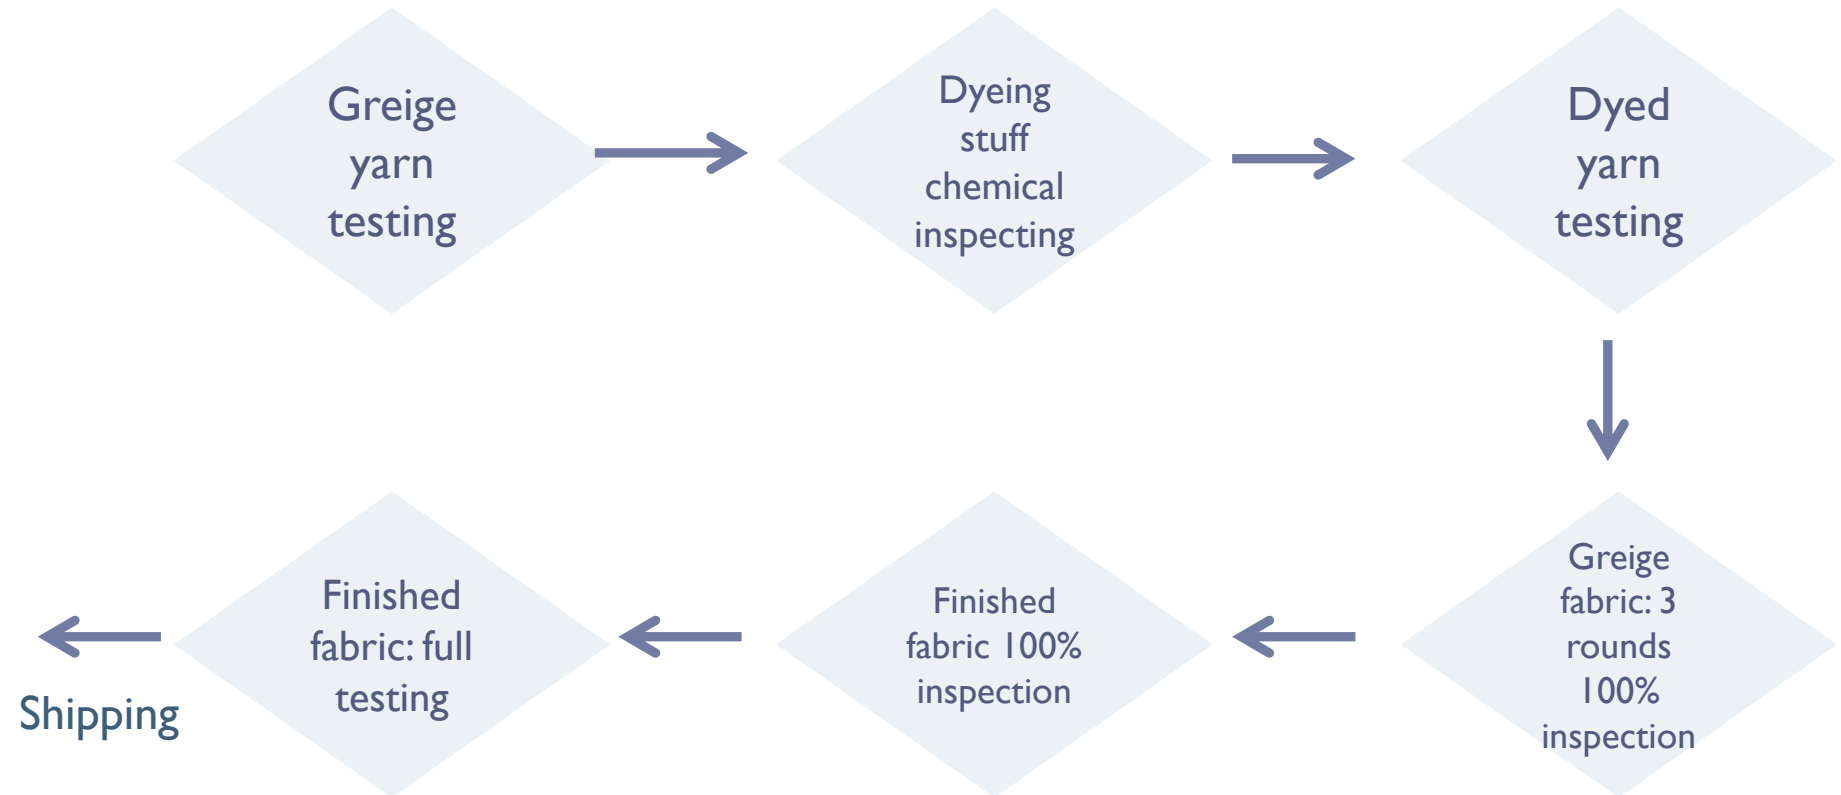 Greige
yarn
testing
Dyeing
stuff
chemical
inspecting
Dyed
yarn
testing
Greige
fabric: 3
rounds
100%
inspection
Finished
fabric 100%
inspection
Finished
fabric: full
testing
Shipping